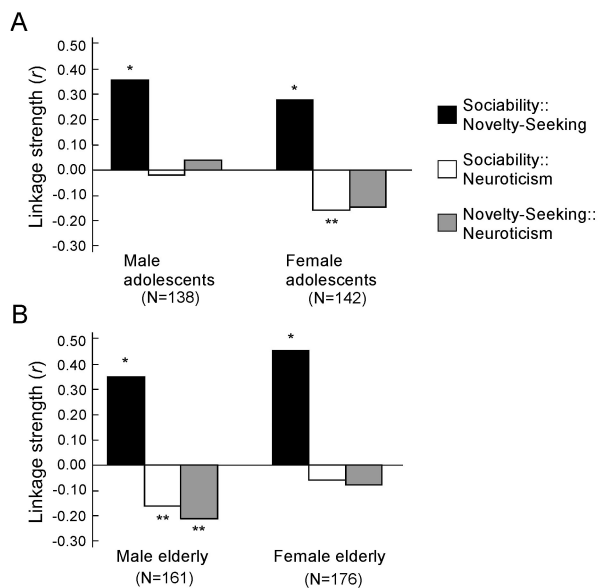 A
Linkage strength (r)
0.50
0.40
0.30
0.20
0.10
0.00
-0.10
-0.20
-0.30
*
*
**
Male
adolescents
(N=138)
Female
adolescents
(N=142)
Sociability::
Novelty-Seeking
Sociability::
Neuroticism
Novelty-Seeking::
Neuroticism
B
Linkage strength (r)
0.50
0.40
0.30
0.20
0.10
0.00
-0.10
-0.20
-0.30
*
*
**
**
Male elderly
(N=161)
Female elderly
(N=176)